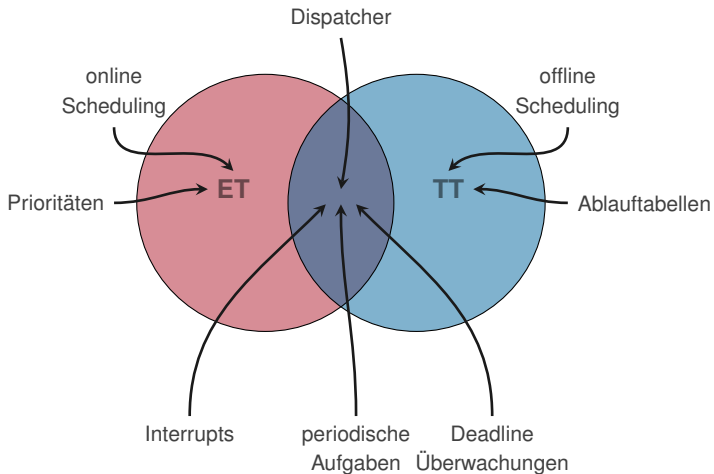 Dispatcher
online
Scheduling
offline
Scheduling
Prioritäten
ET
TT
Ablauftabellen
Interrupts
periodische
Aufgaben
Deadline
Überwachungen